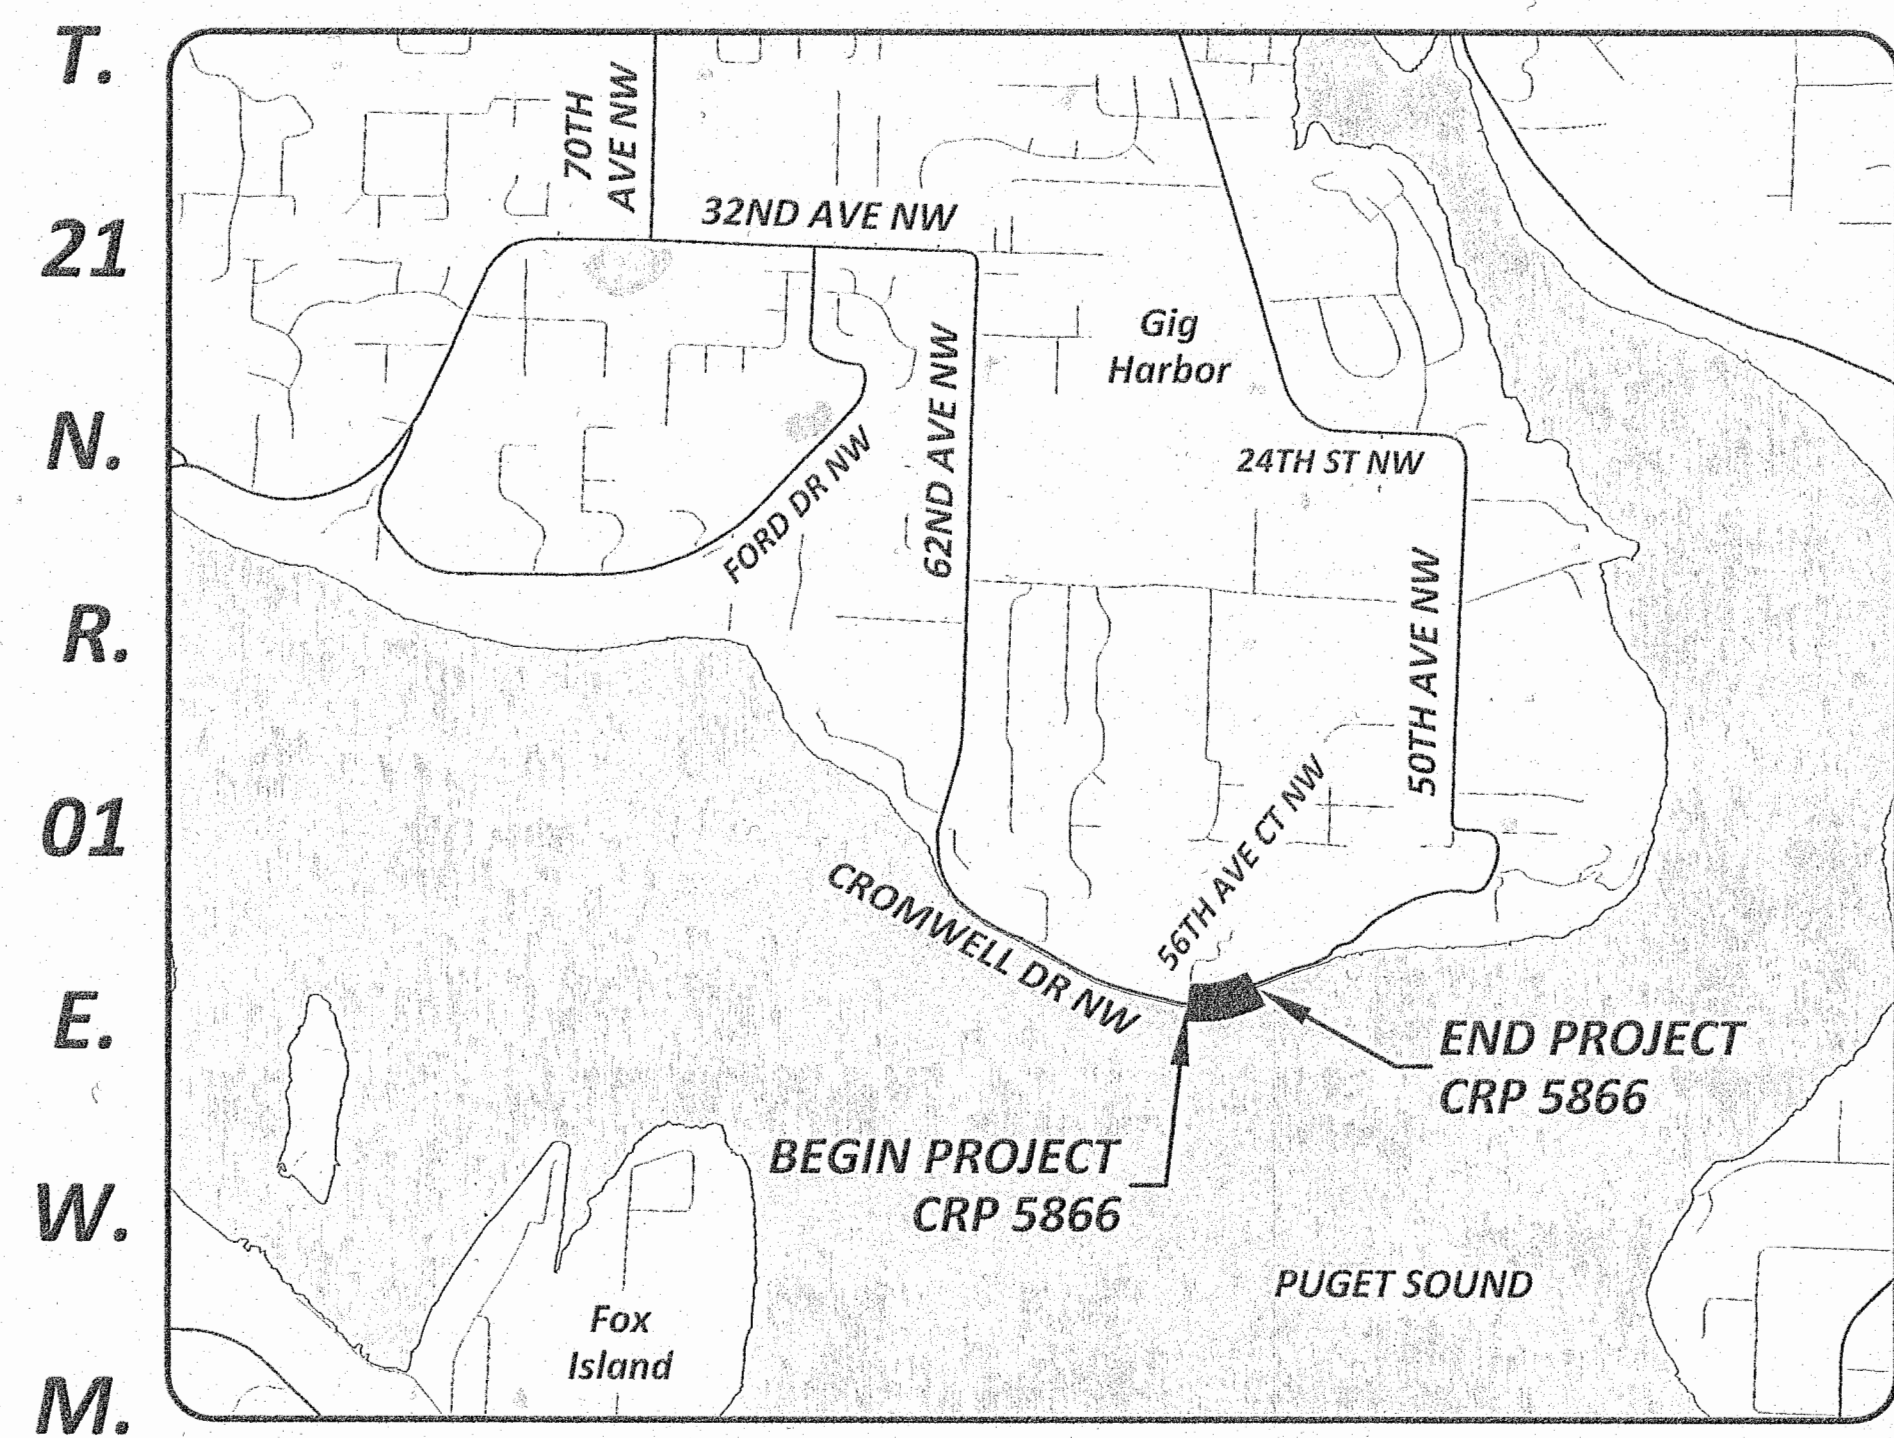 T.
21
N.
R.
01
E.
W.
M.
70TH
AVE NW
32ND AVE NW
Gig
Harbor
62ND AVE NW
FORD DR NW
24TH ST NW
50TH AVE NW
56TH AVE CT NW
CROMWELL DR NW
END PROJECT
CRP 5866
BEGIN PROJECT
CRP 5866
PUGET SOUND
Fox
Island